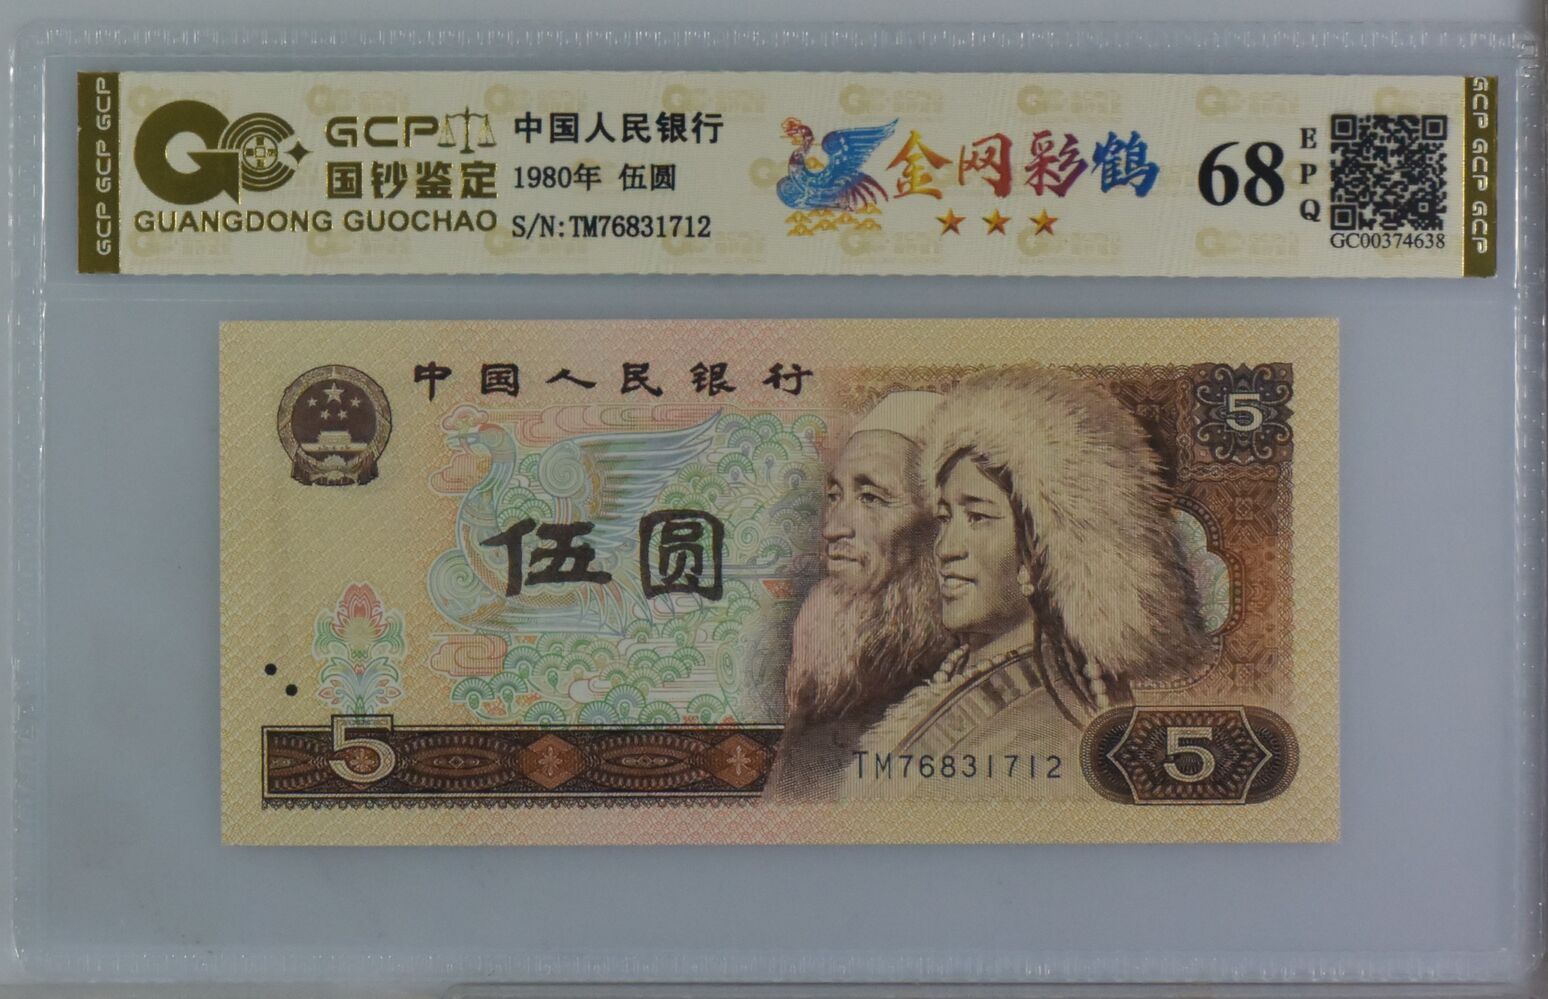 GCP GCP GCP
GCP
国钞鉴定
GUANGDONG GUOCHAO
中国人民银行
1980年 伍圆
S/N:TM76831712
金网彩鹤
68
EPQ
GC00374638
GCP GCP GCP
中国人民银行
5
伍圆
5
TM76831712
5